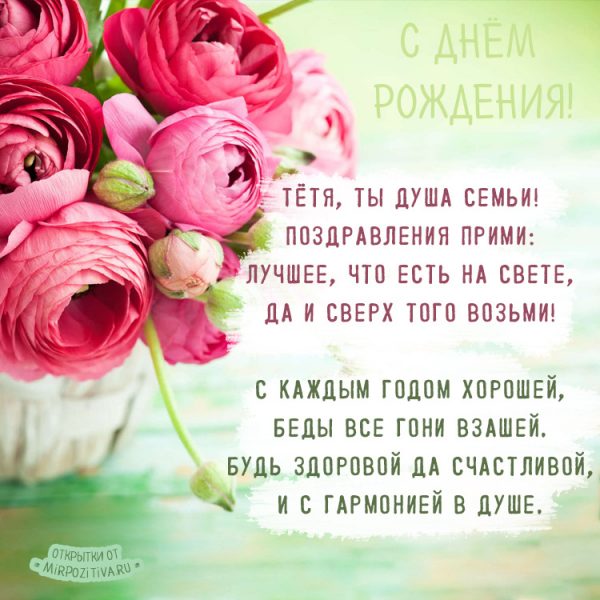 С ДНЁМ
РОЖДЕНИЯ!
ТЁТЯ, ТЫ ДУША СЕМЬИ!
ПОЗДРАВЛЕНИЯ ПРИМИ:
ЛУЧШЕЕ, ЧТО ЕСТЬ НА СВЕТЕ,
ДА И СВЕРХ ТОГО ВОЗЬМИ!
С КАЖДЫМ ГОДОМ ХОРОШЕЙ,
БЕДЫ ВСЕ ГОНИ ВЗАШЕЙ.
БУДЬ ЗДОРОВОЙ ДА СЧАСТЛИВОЙ,
И С ГАРМОНИЕЙ В ДУШЕ.
ОТКРЫТКИ ОТ
• MIRPOZITIVA.RU •